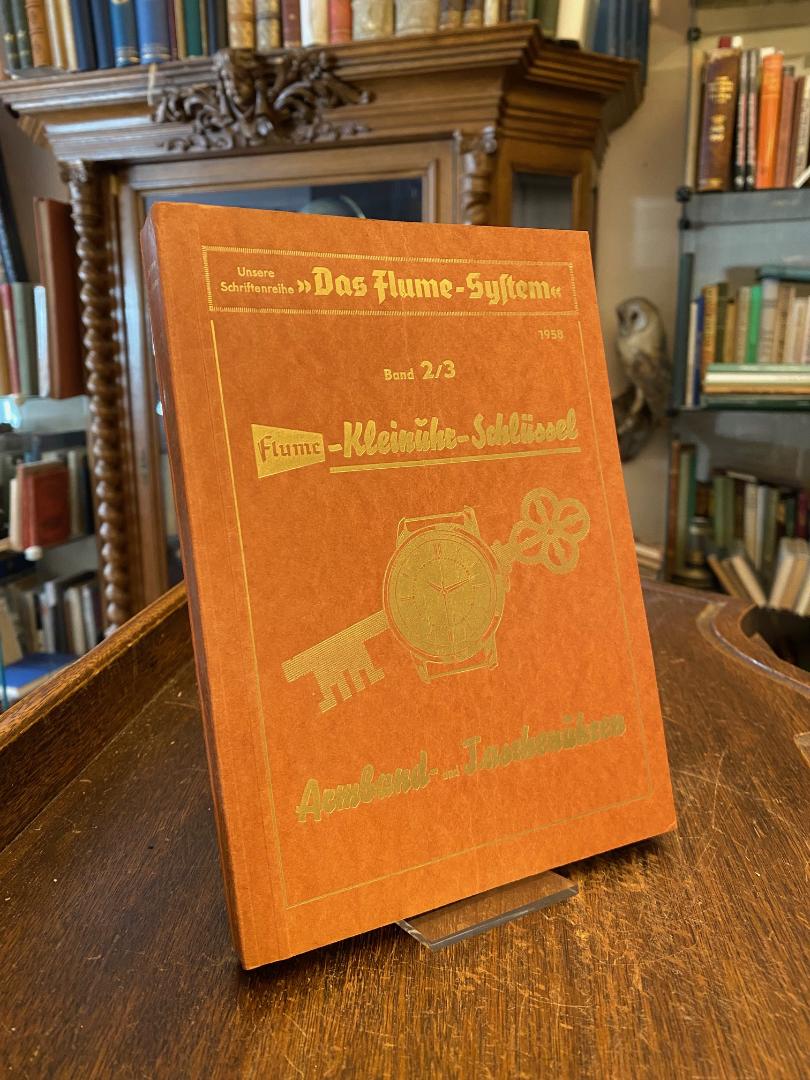 Unsere
Schriftenreihe »Das Flume-Syſtem«
1958
Band 2/3
Flume -Kleinuhr-Schlüssel
Armband- und Taschenuhren